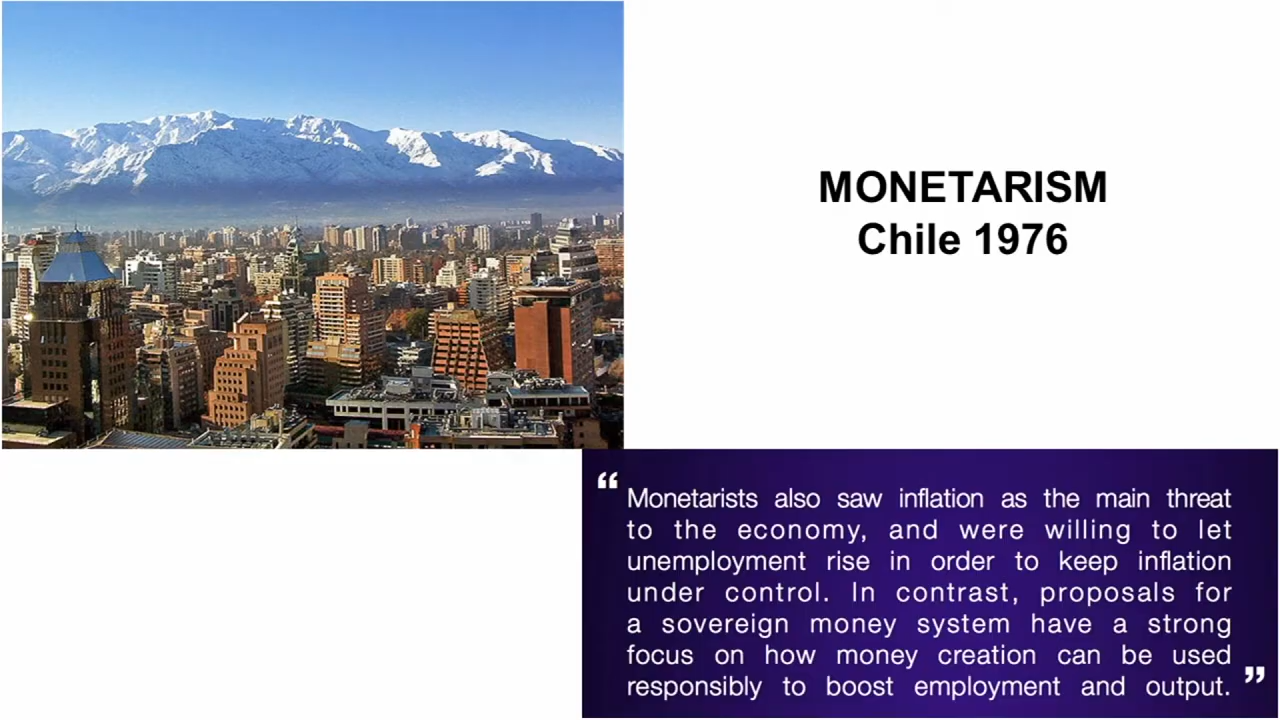 MONETARISM
Chile 1976
“ Monetarists also saw inflation as the main threat
to the economy, and were willing to let
unemployment rise in order to keep inflation
under control. In contrast, proposals for
a sovereign money system have a strong
focus on how money creation can be used
responsibly to boost employment and output. ”